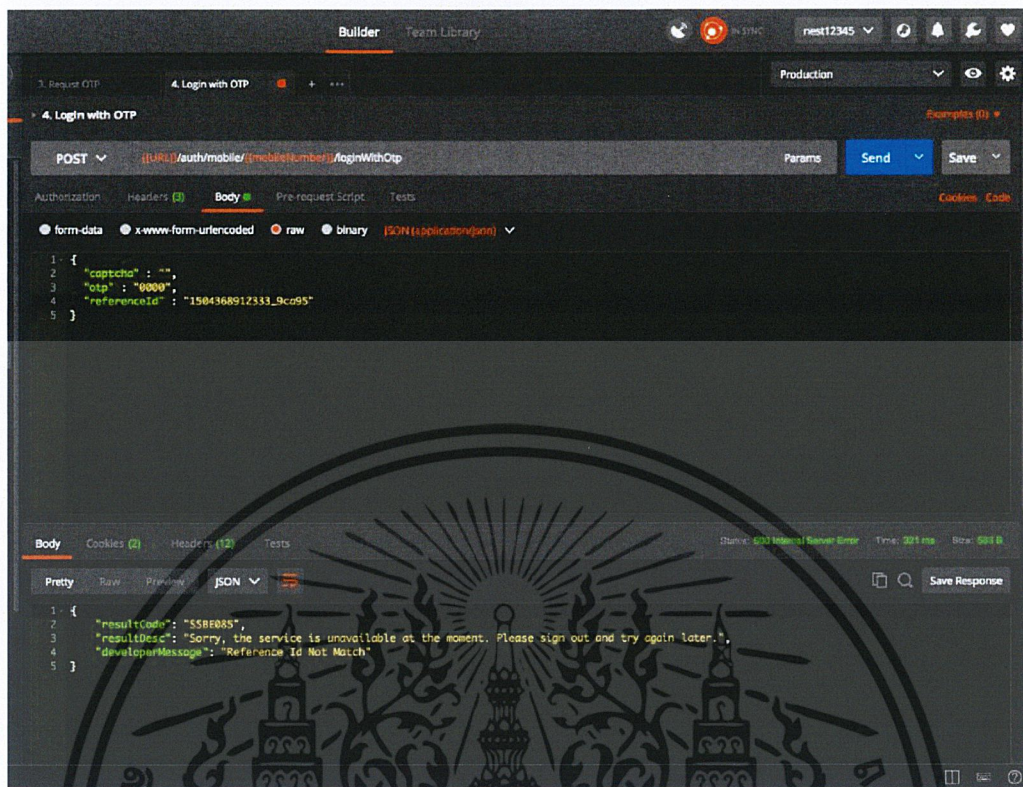 Builder Team Library IN SYNC nest12345
3. Requst OTP 4. Login with OTP + ••• Production
4. Login with OTP Examples (0)
POST {{URL}}/auth/mobile/{{mobileNumber}}/loginWithOtp Params Send Save
Authorization Headers (3) Body Pre-request Script Tests Cookies Code
form-data x-www-form-urlencoded raw binary JSON (application/json)
1 {
2 "captcha" : "",
3 "otp" : "0000",
4 "referenceId" : "1504368912333_9ca95"
5 }
Body Cookies (2) Headers (12) Tests Status: 500 Internal Server Error Time: 321 ms Size: 583 B
Pretty Raw Preview JSON Save Response
1 {
2 "resultCode": "SSBE085",
3 "resultDesc": "Sorry, the service is unavailable at the moment. Please sign out and try again later.",
4 "developerMessage": "Reference Id Not Match"
5 }